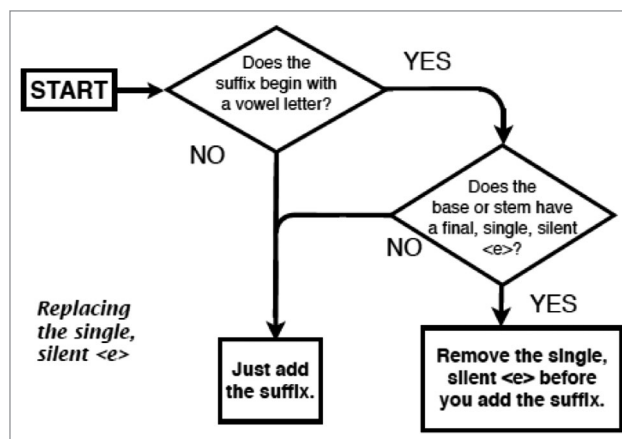 START
Does the
suffix begin with
a vowel letter?
YES
NO
Does the
base or stem have
a final, single, silent
<e>?
NO
YES
Replacing
the single,
silent <e>
Just add
the suffix.
Remove the single,
silent <e> before
you add the suffix.